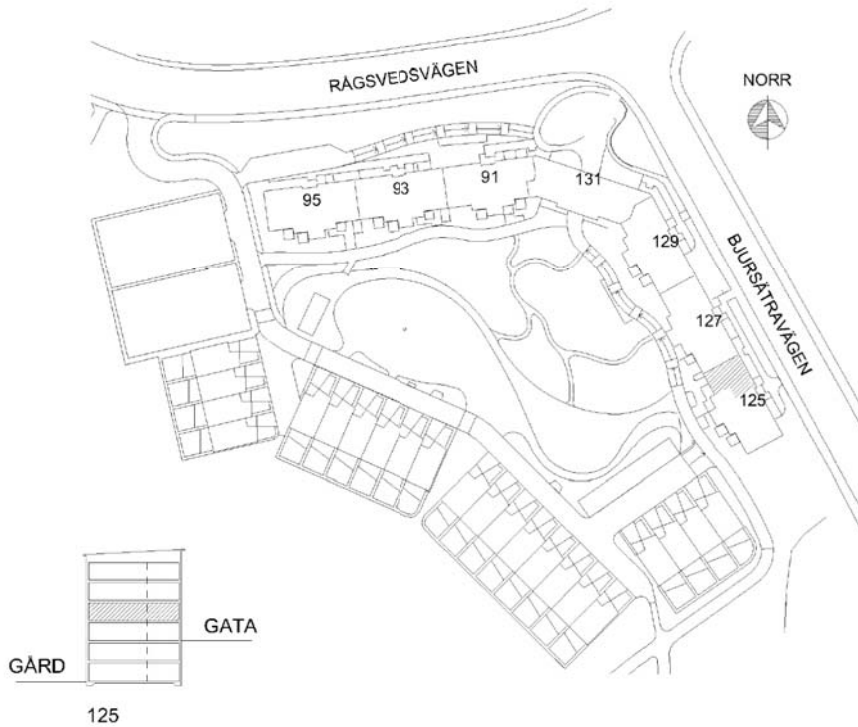 RÅGSVEDSVÄGEN
NORR
95
93
91
131
129
BJURSÄTRAVÄGEN
127
125
GATA
GÅRD
125